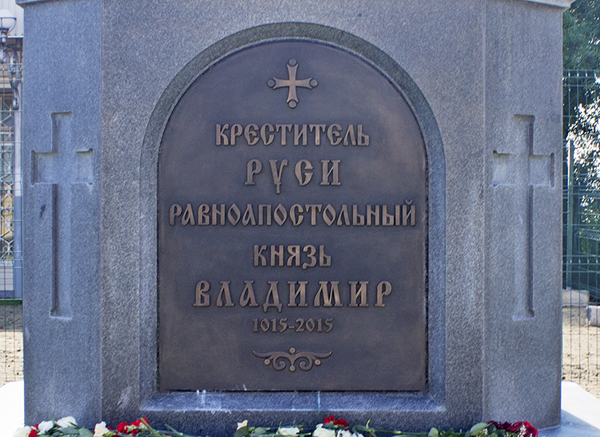 КРЕСТИТЕЛЬ
РУСИ
РАВНОАПОСТОЛЬНЫЙ
КНЯЗЬ
ВЛАДИМИР
1015-2015